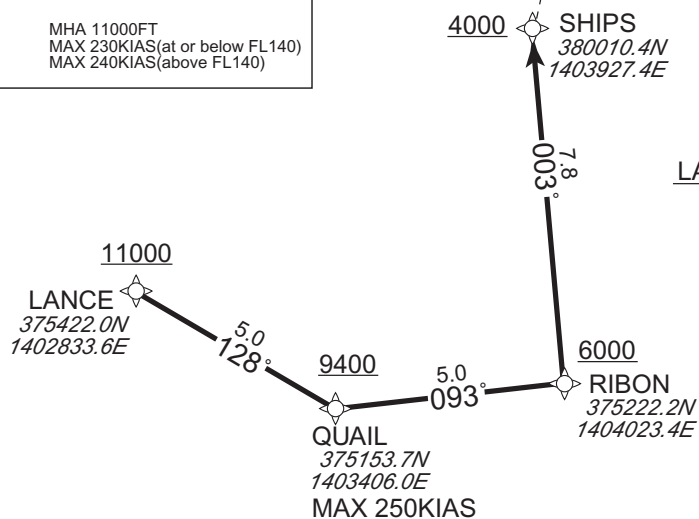 MHA 11000FT
MAX 230KIAS(at or below FL140)
MAX 240KIAS(above FL140)
4000
SHIPS
380010.4N
1403927.4E
7.8
003°
LA
11000
LANCE
375422.0N
1402833.6E
5.0
128°
9400
5.0
093°
6000
RIBON
375222.2N
1404023.4E
QUAIL
375153.7N
1403406.0E
MAX 250KIAS